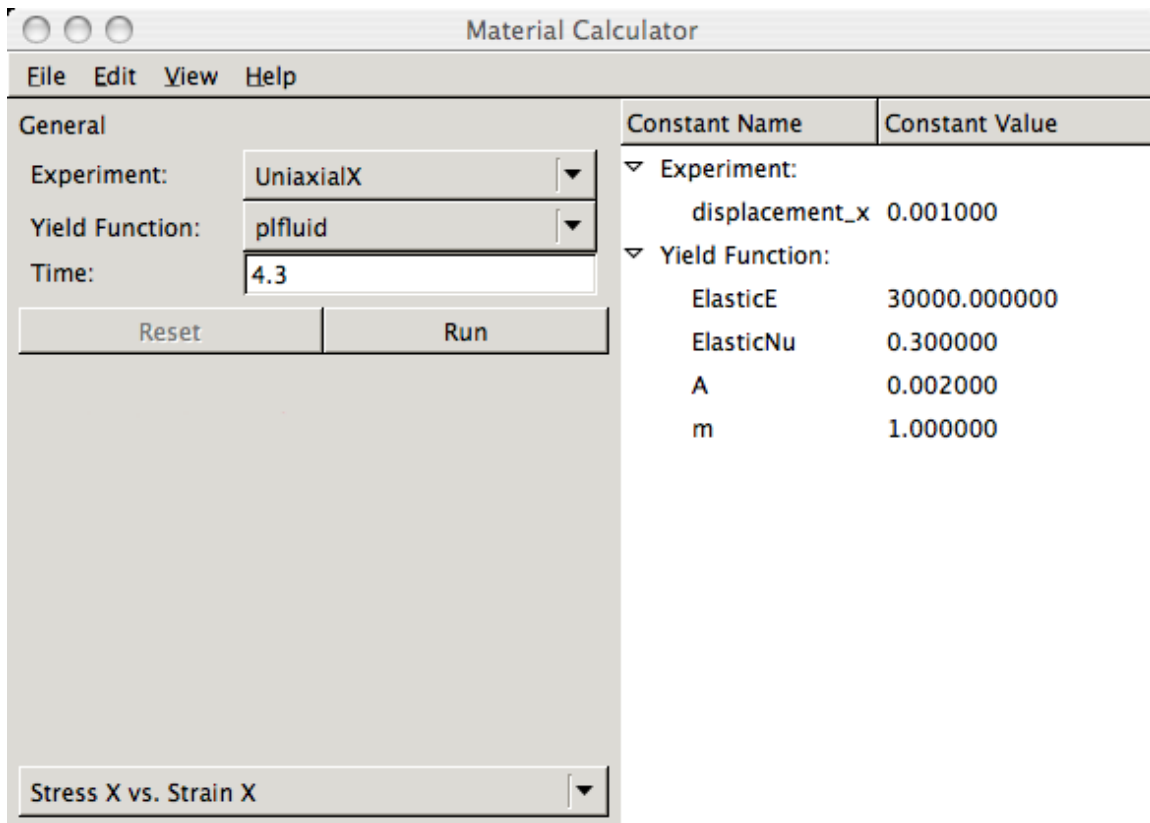 Material Calculator
File Edit View Help
General
Experiment: UniaxialX
Yield Function: plfluid
Time: 4.3
Reset Run
Stress X vs. Strain X
Constant Name Constant Value
Experiment:
displacement_x 0.001000
Yield Function:
ElasticE 30000.000000
ElasticNu 0.300000
A 0.002000
m 1.000000